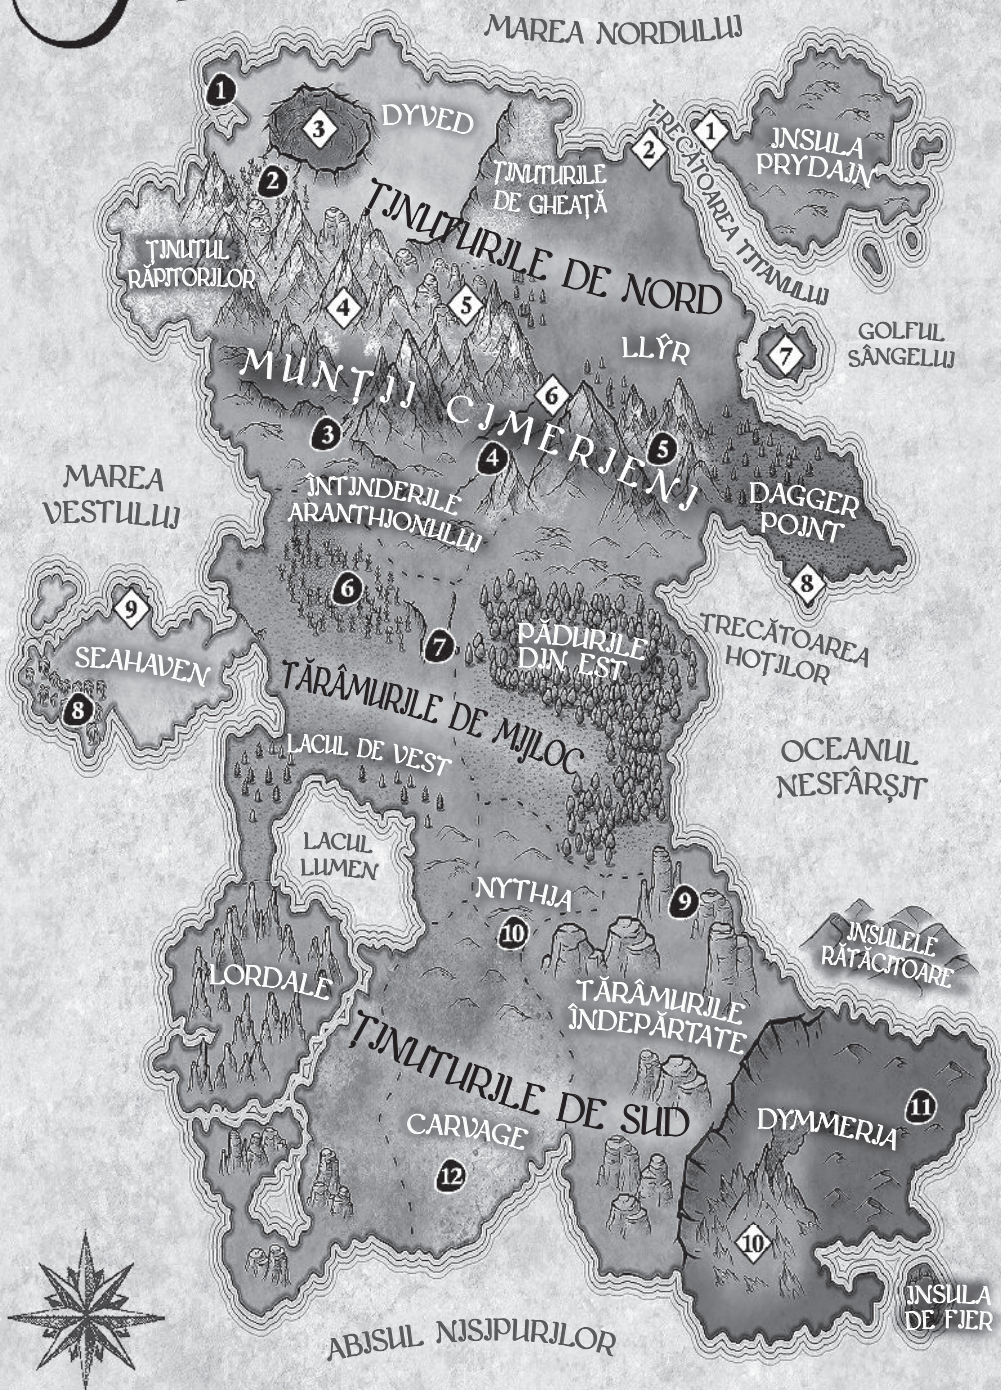 MAREA NORDULUI
1
DYVED
3
TRECĂTOAREA TITANULUI
1
2
INSULA
PRYDAIN
2
ȚINUTURILE
DE GHEAȚĂ
ȚINUTURILE DE NORD
ȚINUTUL
RĂPITORILOR
4
5
GOLFUL
SÂNGELUI
7
LLŶR
MUNȚII CIMERIENI
6
3
4
5
MAREA
VESTULUI
ÎNTINDERILE
ARANTHIONULUI
DAGGER
POINT
8
6
9
7
PĂDURILE
DIN EST
TRECĂTOAREA
HOȚILOR
SEAHAVEN
8
TĂRÂMURILE DE MIJLOC
LACUL DE VEST
OCEANUL
NESFÂRȘIT
LACUL
LUMEN
NYTHIA
9
10
INSULELE
RĂTĂCITOARE
LORDALE
TĂRÂMURILE
ÎNDEPĂRTATE
ȚINUTURILE DE SUD
11
DYMMERIA
CARVAGE
12
10
INSULA
DE FIER
ABISUL NISIPURILOR